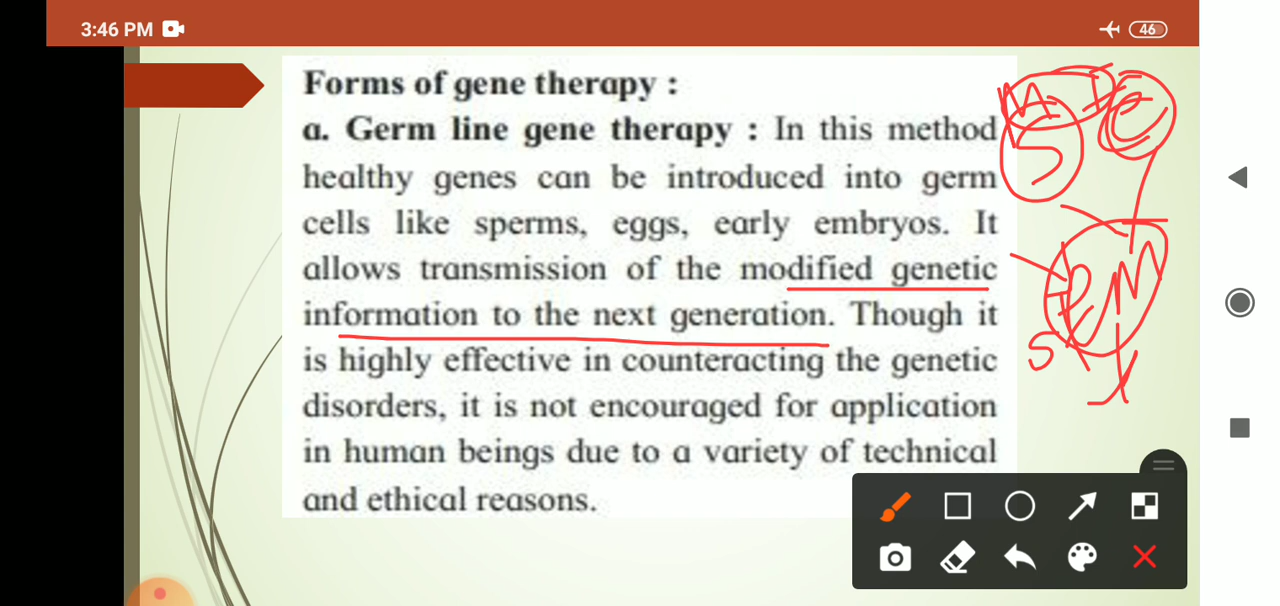 3:46 PM
46
Forms of gene therapy :
a. Germ line gene therapy : In this method
healthy genes can be introduced into germ
cells like sperms, eggs, early embryos. It
allows transmission of the modified genetic
information to the next generation. Though it
is highly effective in counteracting the genetic
disorders, it is not encouraged for application
in human beings due to a variety of technical
and ethical reasons.